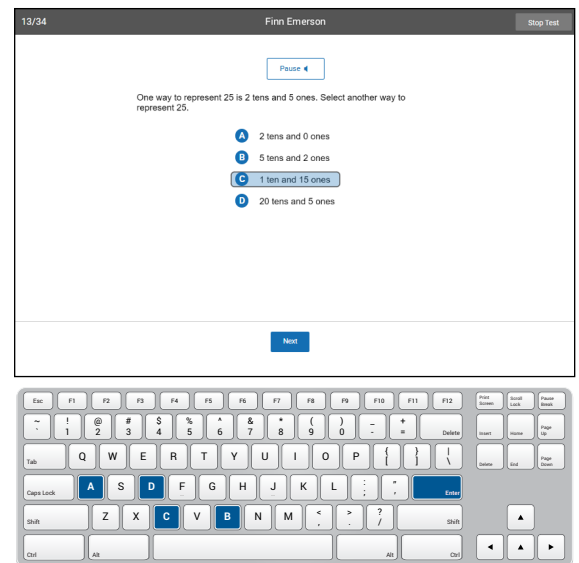 13/34 Finn Emerson Stop Test
Pause
One way to represent 25 is 2 tens and 5 ones. Select another way to
represent 25.
A 2 tens and 0 ones
B 5 tens and 2 ones
C 1 ten and 15 ones
D 20 tens and 5 ones
Next
Esc F1 F2 F3 F4 F5 F6 F7 F8 F9 F10 F11 F12 Print Screen Scroll Lock Pause Break
~ ! @ # $ % ^ & * ( ) _ +
` 1 2 3 4 5 6 7 8 9 0 - = Delete Insert Home Page Up
Tab Q W E R T Y U I O P { [ } ] | \ Delete End Page Down
Caps Lock A S D F G H J K L : ; " ' Enter
Shift Z X C V B N M < , > . ? / Shift
Ctrl Alt Alt Ctrl